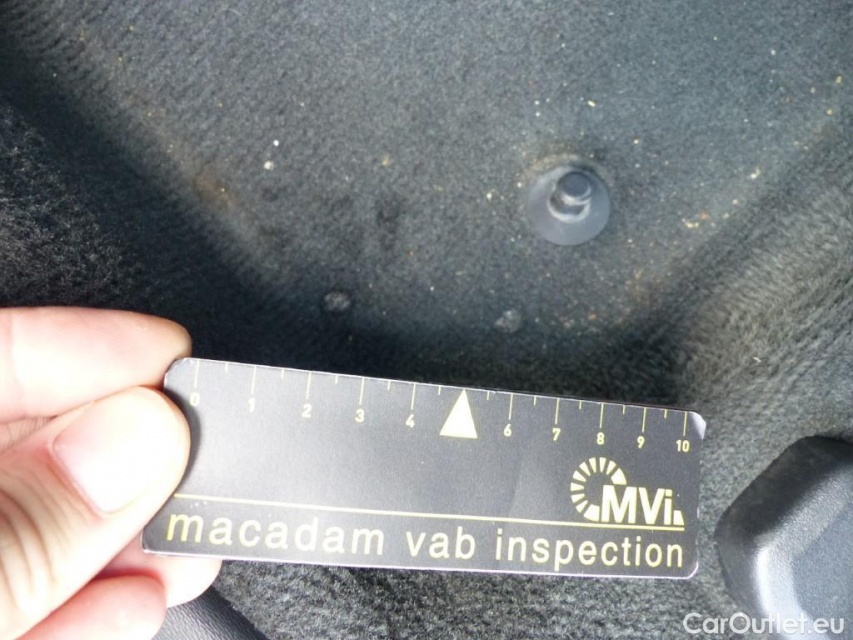 0 1 2 3 4 6 7 8 9 10
MVi
macadam vab inspection
CarOutlet.eu